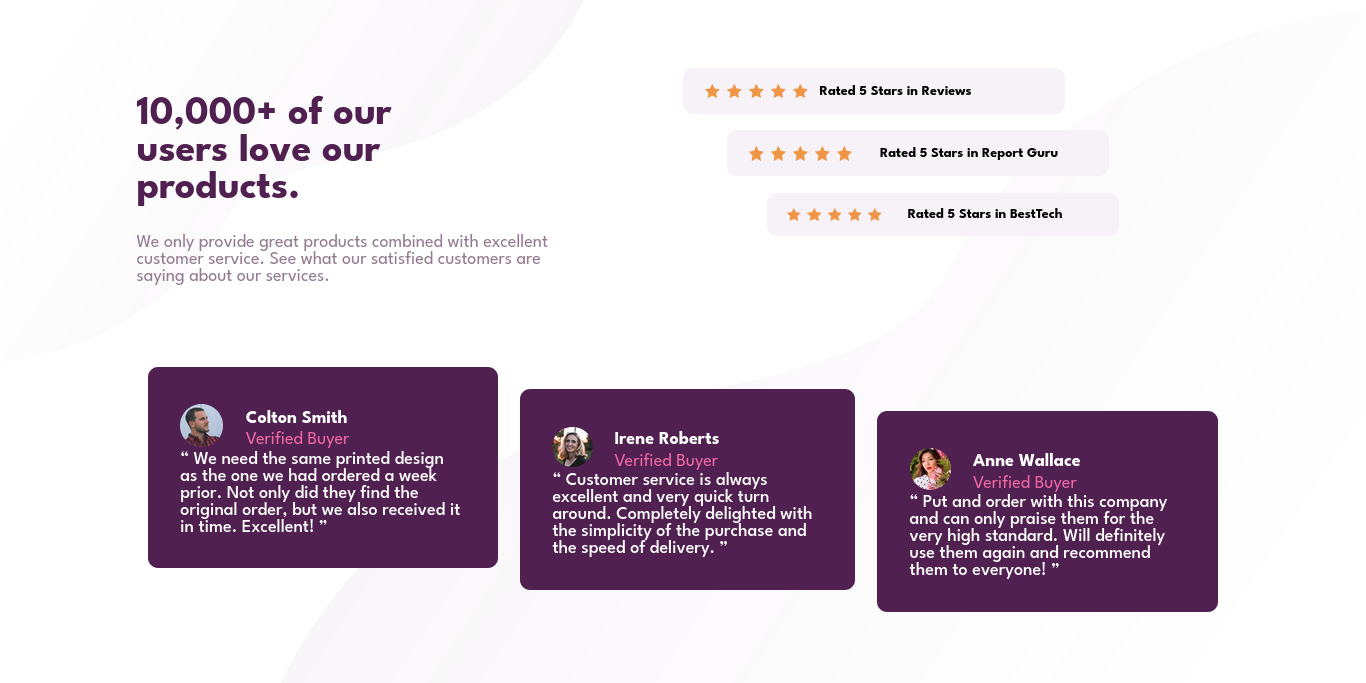 10,000+ of our
users love our
products.
We only provide great products combined with excellent
customer service. See what our satisfied customers are
saying about our services.
Rated 5 Stars in Reviews
Rated 5 Stars in Report Guru
Rated 5 Stars in BestTech
Colton Smith
Verified Buyer
“ We need the same printed design
as the one we had ordered a week
prior. Not only did they find the
original order, but we also received it
in time. Excellent! ”
Irene Roberts
Verified Buyer
“ Customer service is always
excellent and very quick turn
around. Completely delighted with
the simplicity of the purchase and
the speed of delivery. ”
Anne Wallace
Verified Buyer
“ Put and order with this company
and can only praise them for the
very high standard. Will definitely
use them again and recommend
them to everyone! ”